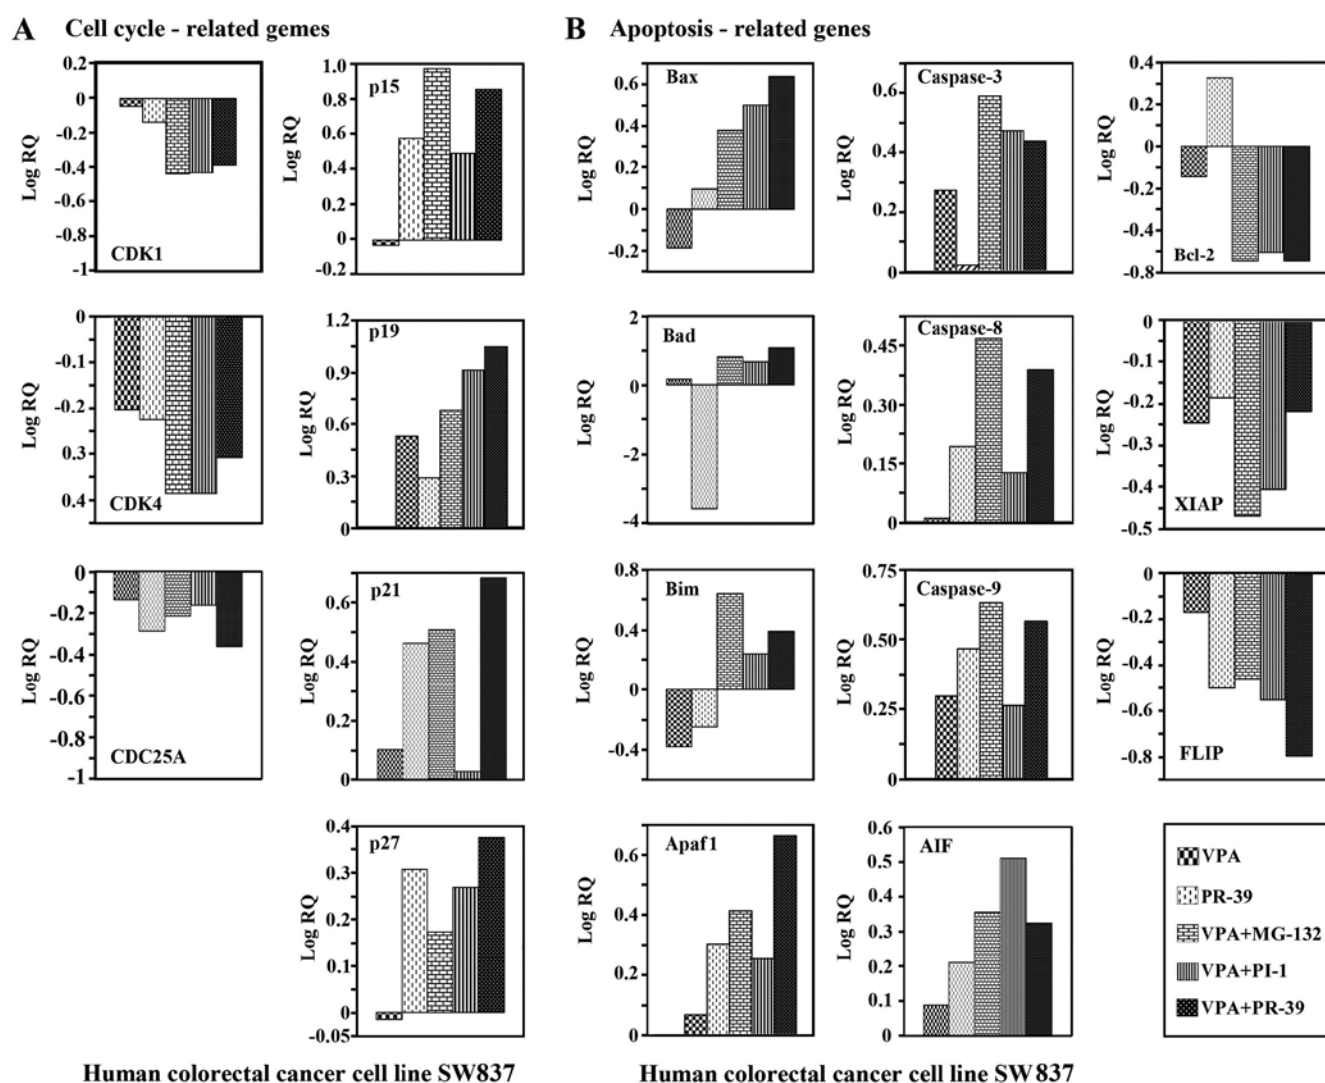 A Cell cycle - related gemes
B Apoptosis - related genes
0.2
0
-0.2
-0.4
-0.6
-0.8
-1
Log RQ
CDK1
1.0
0.8
0.6
0.4
0.2
0
-0.2
Log RQ
p15
0.6
0.4
0.2
0
-0.2
Log RQ
Bax
0.6
0.4
0.2
0
Log RQ
Caspase-3
0.4
0.2
0
-0.2
-0.4
-0.6
-0.8
Log RQ
Bcl-2
0
-0.1
-0.2
0.3
0.4
Log RQ
CDK4
1.2
0.9
0.6
0.3
0
Log RQ
p19
2
0
-2
-4
Log RQ
Bad
0.45
0.30
0.15
0
Log RQ
Caspase-8
0
-0.1
-0.2
-0.3
-0.4
-0.5
Log RQ
XIAP
0
-0.2
-0.4
-0.6
-0.8
-1
Log RQ
CDC25A
0.6
0.4
0.2
0
Log RQ
p21
0.8
0.4
0
-0.4
Log RQ
Bim
0.75
0.50
0.25
0
Log RQ
Caspase-9
0
-0.2
-0.4
-0.6
-0.8
Log RQ
FLIP
0.4
0.3
0.2
0.1
0
-0.05
Log RQ
p27
0.6
0.4
0.2
0
Log RQ
Apaf1
0.6
0.5
0.4
0.3
0.2
0.1
0
Log RQ
AIF
VPA
PR-39
VPA+MG-132
VPA+PI-1
VPA+PR-39
Human colorectal cancer cell line SW837
Human colorectal cancer cell line SW837